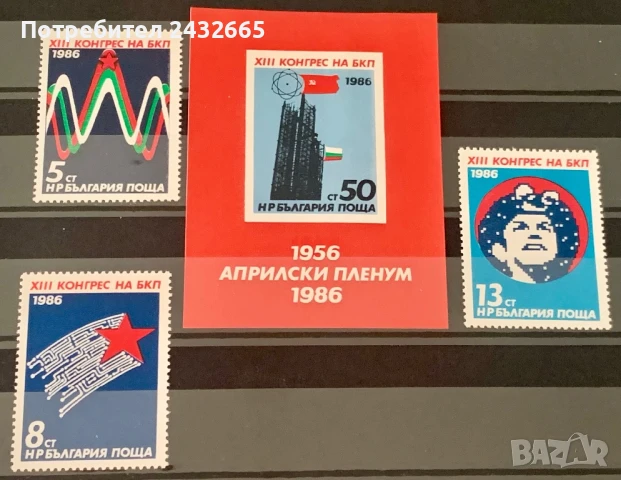 Потребител 2432665
XIII КОНГРЕС НА БКП
1986
5 СТ
НР БЪЛГАРИЯ ПОЩА
XIII КОНГРЕС НА БКП
1986
СТ 50
НР БЪЛГАРИЯ ПОЩА
1956
АПРИЛСКИ ПЛЕНУМ
1986
XIII КОНГРЕС НА БКП
1986
13 СТ
НР БЪЛГАРИЯ ПОЩА
XIII КОНГРЕС НА БКП
1986
8 СТ
НР БЪЛГАРИЯ ПОЩА
BAZAR